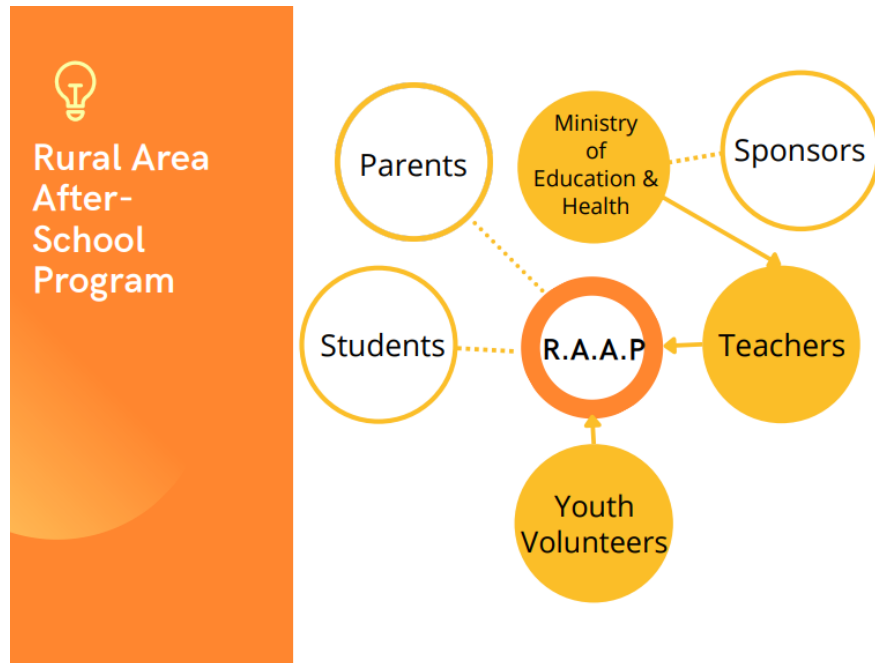 Rural Area
After-
School
Program
Parents
Ministry
of
Education &
Health
Sponsors
Students
R.A.A.P
Teachers
Youth
Volunteers